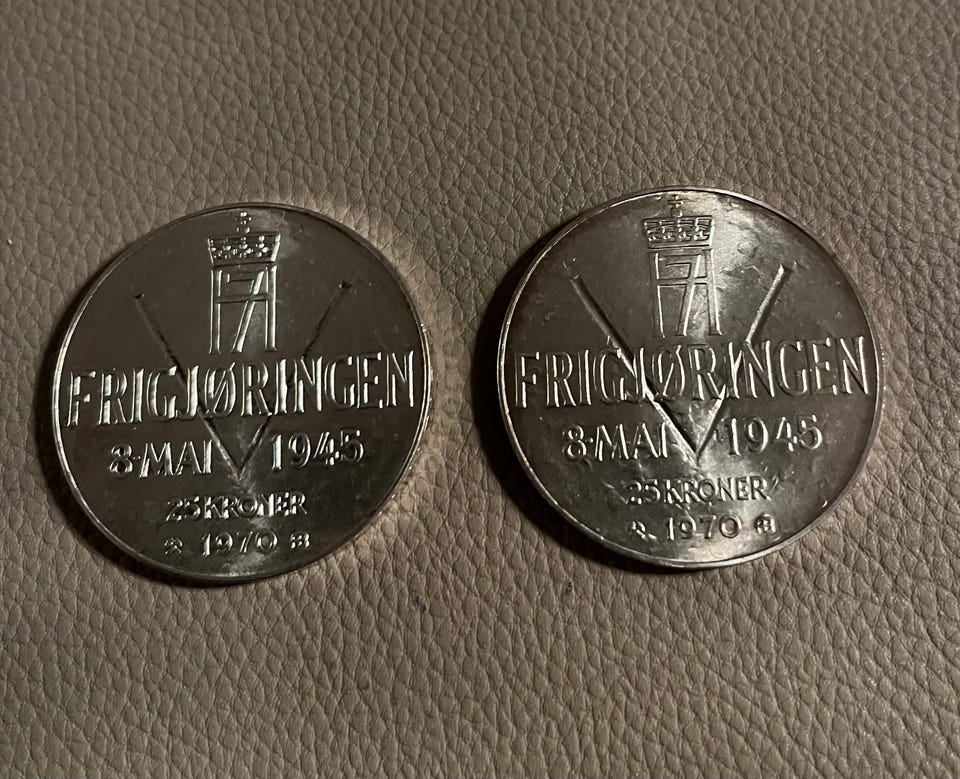 FRIGJØRINGEN
8·MAI 1945
25 KRONER
1970
FRIGJØRINGEN
8·MAI 1945
25 KRONER
1970